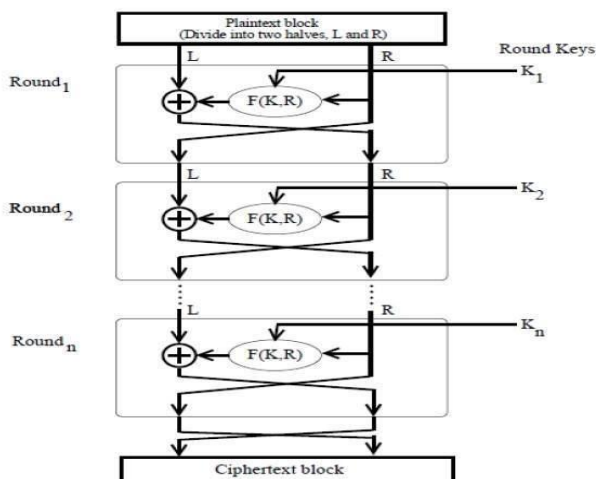 Plaintext block
(Divide into two halves, L and R)
Round Keys
L
R
Round1
K1
F(K,R)
L
R
Round2
K2
F(K,R)
L
R
Roundn
Kn
F(K,R)
Ciphertext block